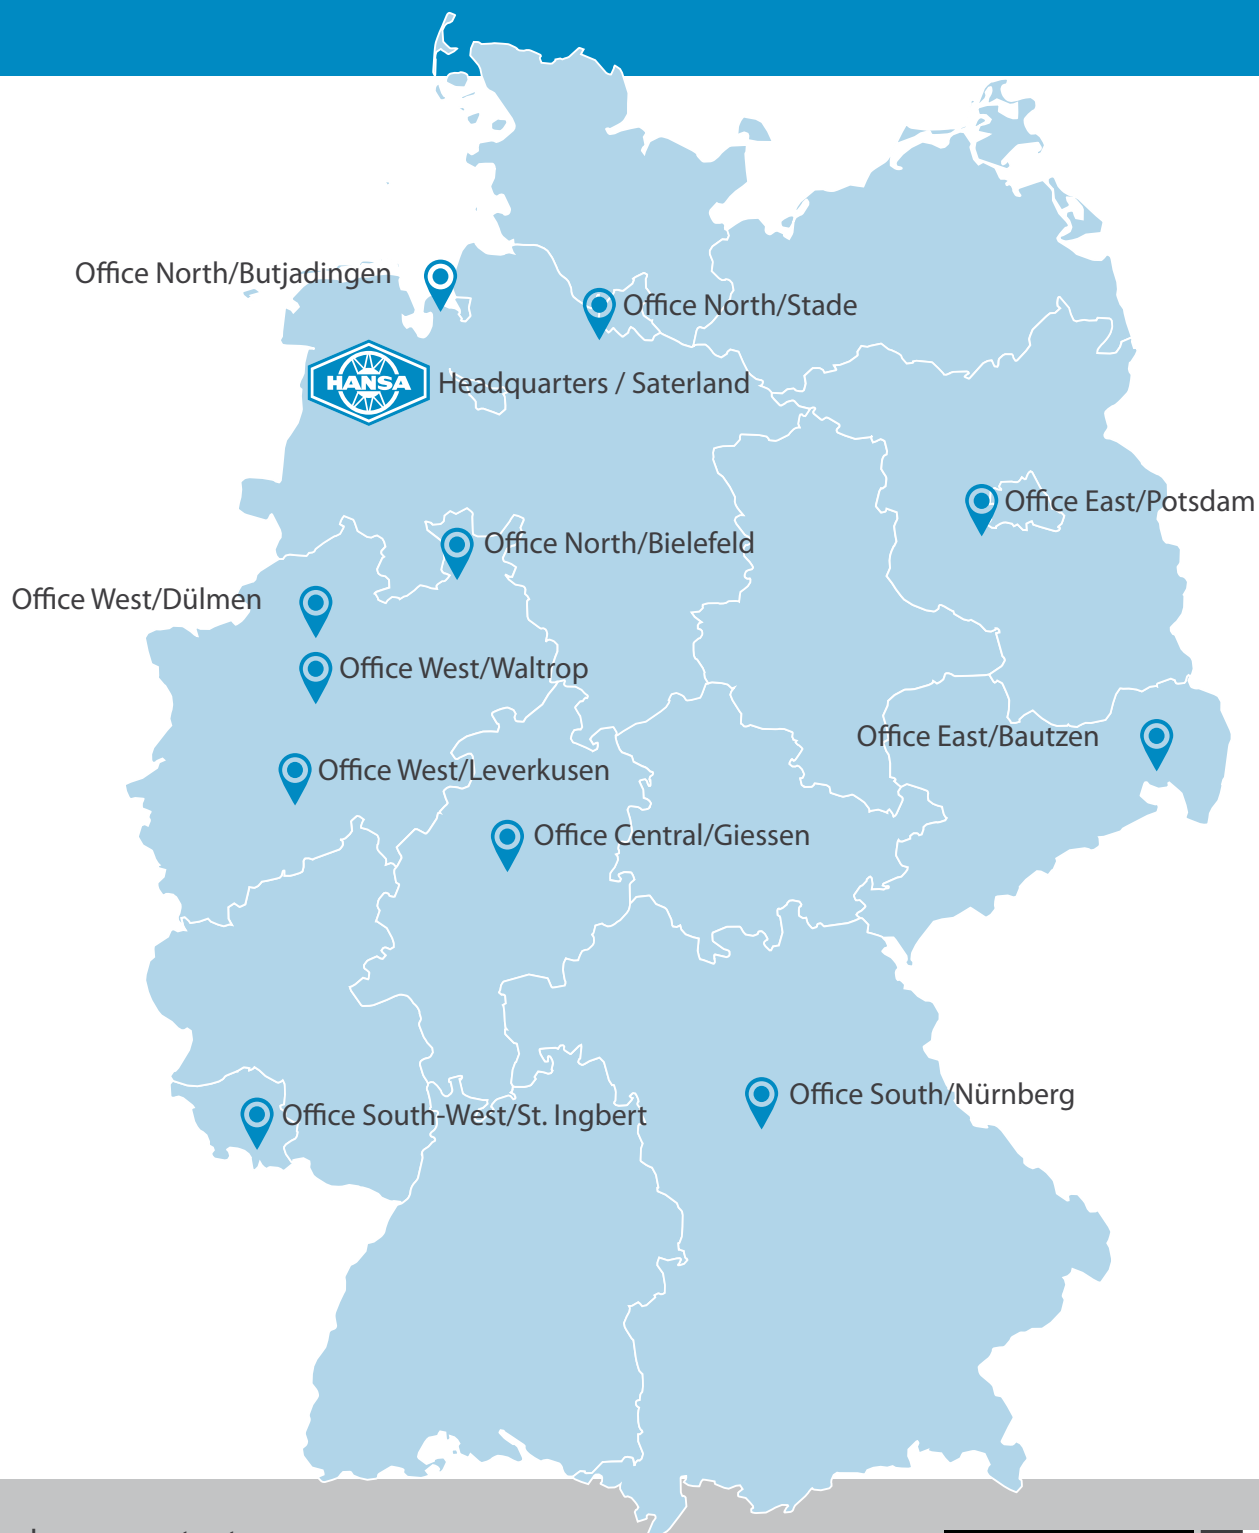 Office North/Butjadingen
Office North/Stade
HANSA
Headquarters / Saterland
Office East/Potsdam
Office North/Bielefeld
Office West/Dülmen
Office West/Waltrop
Office East/Bautzen
Office West/Leverkusen
Office Central/Giessen
Office South/Nürnberg
Office South-West/St. Ingbert